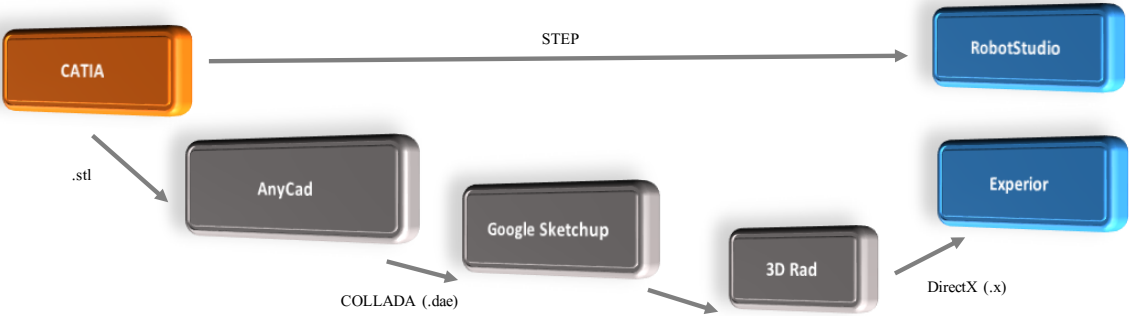 STEP
CATIA
RobotStudio
.stl
AnyCad
Google Sketchup
3D Rad
Experior
COLLADA (.dae)
DirectX (.x)